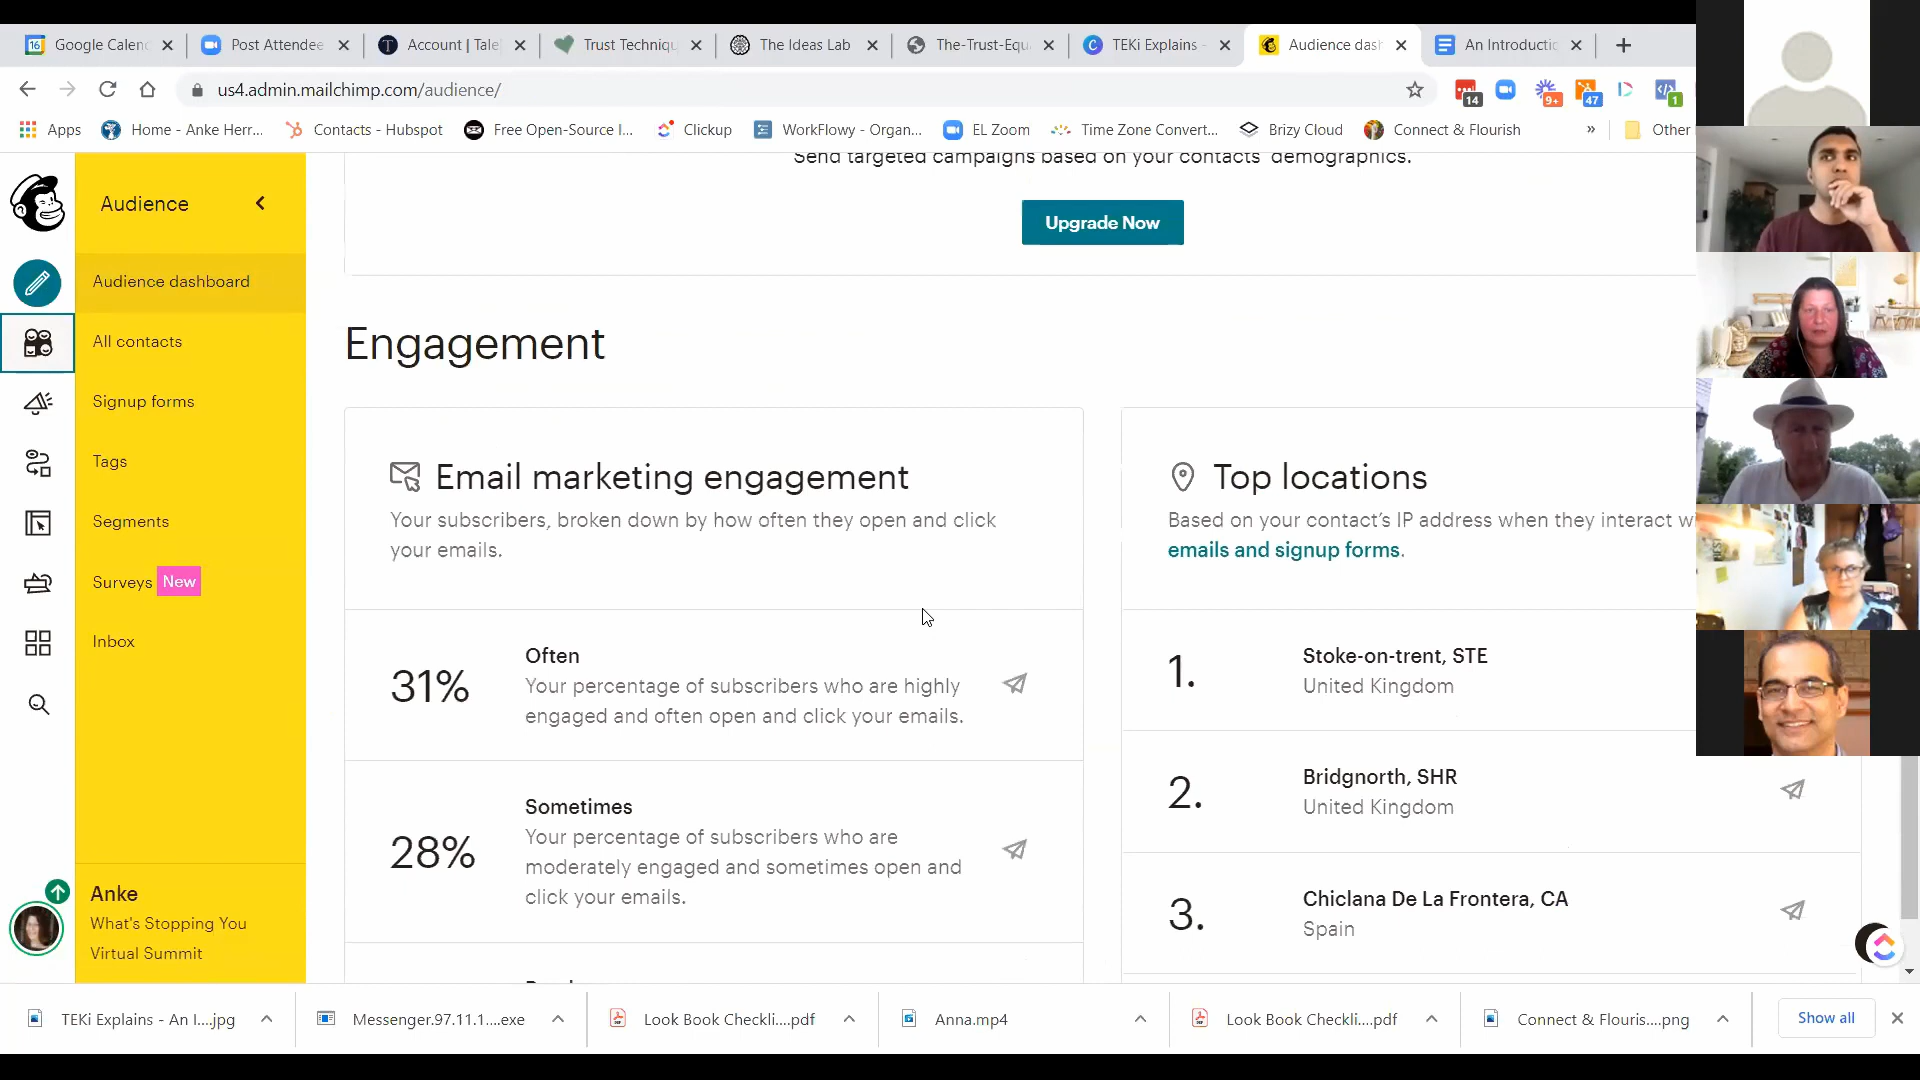 Google Calen
Post Attendee
Account | Tale
Trust Techniqu
The Ideas Lab
The-Trust-Equ
TEKi Explains -
Audience das
An Introductio
us4.admin.mailchimp.com/audience/
14
9+
47
1
Apps
Home - Anke Herr...
Contacts - Hubspot
Free Open-Source I...
Clickup
WorkFlowy - Organ...
EL Zoom
Time Zone Convert...
Brizy Cloud
Connect & Flourish
»
Other
Audience
Audience dashboard
All contacts
Signup forms
Tags
Segments
Surveys New
Inbox
Anke
What's Stopping You
Virtual Summit
Send targeted campaigns based on your contacts' demographics.
Upgrade Now
Engagement
Email marketing engagement
Your subscribers, broken down by how often they open and click
your emails.
31%
Often
Your percentage of subscribers who are highly
engaged and often open and click your emails.
28%
Sometimes
Your percentage of subscribers who are
moderately engaged and sometimes open and
click your emails.
Top locations
Based on your contact's IP address when they interact w
emails and signup forms.
1.
Stoke-on-trent, STE
United Kingdom
2.
Bridgnorth, SHR
United Kingdom
3.
Chiclana De La Frontera, CA
Spain
TEKi Explains - An I....jpg
Messenger.97.11.1....exe
Look Book Checkli....pdf
Anna.mp4
Look Book Checkli....pdf
Connect & Flouris....png
Show all